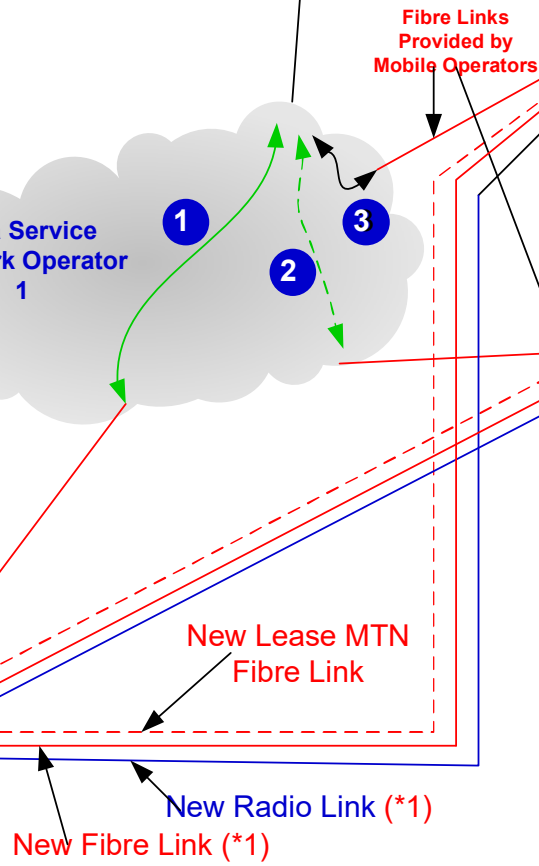 Fibre Links
Provided by
Mobile Operators
1
Service
Operator
1
2
3
New Lease MTN
Fibre Link
New Radio Link (*1)
New Fibre Link (*1)